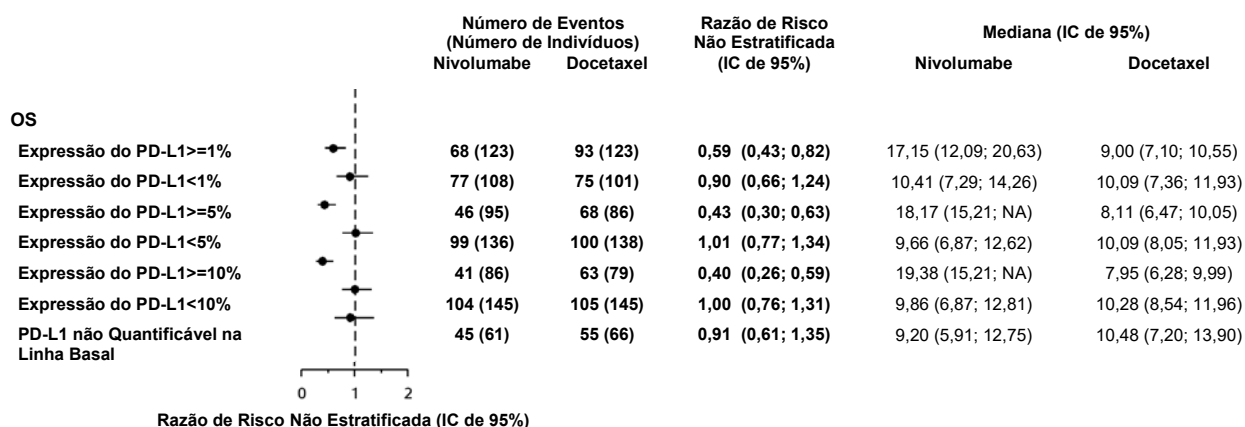 Número de Eventos
(Número de Indivíduos)
Razão de Risco
Não Estratificada
(IC de 95%)
Mediana (IC de 95%)
Nivolumabe Docetaxel Nivolumabe Docetaxel
OS
Expressão do PD-L1>=1% 68 (123) 93 (123) 0,59 (0,43; 0,82) 17,15 (12,09; 20,63) 9,00 (7,10; 10,55)
Expressão do PD-L1<1% 77 (108) 75 (101) 0,90 (0,66; 1,24) 10,41 (7,29; 14,26) 10,09 (7,36; 11,93)
Expressão do PD-L1>=5% 46 (95) 68 (86) 0,43 (0,30; 0,63) 18,17 (15,21; NA) 8,11 (6,47; 10,05)
Expressão do PD-L1<5% 99 (136) 100 (138) 1,01 (0,77; 1,34) 9,66 (6,87; 12,62) 10,09 (8,05; 11,93)
Expressão do PD-L1>=10% 41 (86) 63 (79) 0,40 (0,26; 0,59) 19,38 (15,21; NA) 7,95 (6,28; 9,99)
Expressão do PD-L1<10% 104 (145) 105 (145) 1,00 (0,76; 1,31) 9,86 (6,87; 12,81) 10,28 (8,54; 11,96)
PD-L1 não Quantificável na
Linha Basal 45 (61) 55 (66) 0,91 (0,61; 1,35) 9,20 (5,91; 12,75) 10,48 (7,20; 13,90)
0 1 2
Razão de Risco Não Estratificada (IC de 95%)